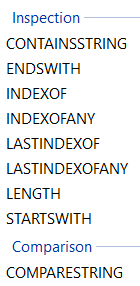 Inspection
CONTAINSSTRING
ENDSWITH
INDEXOF
INDEXOFANY
LASTINDEXOF
LASTINDEXOFANY
LENGTH
STARTSWITH
Comparison
COMPARESTRING